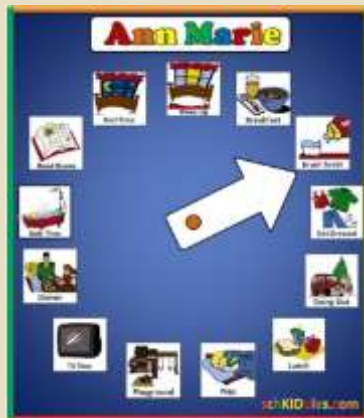 Ann Marie
Bed Time
Wake Up
Breakfast
Read Books
Brush Teeth
Bath Time
Get Dressed
Dinner
Going Out
TV Time
Lunch
Playground
Nap
schKIDules.com